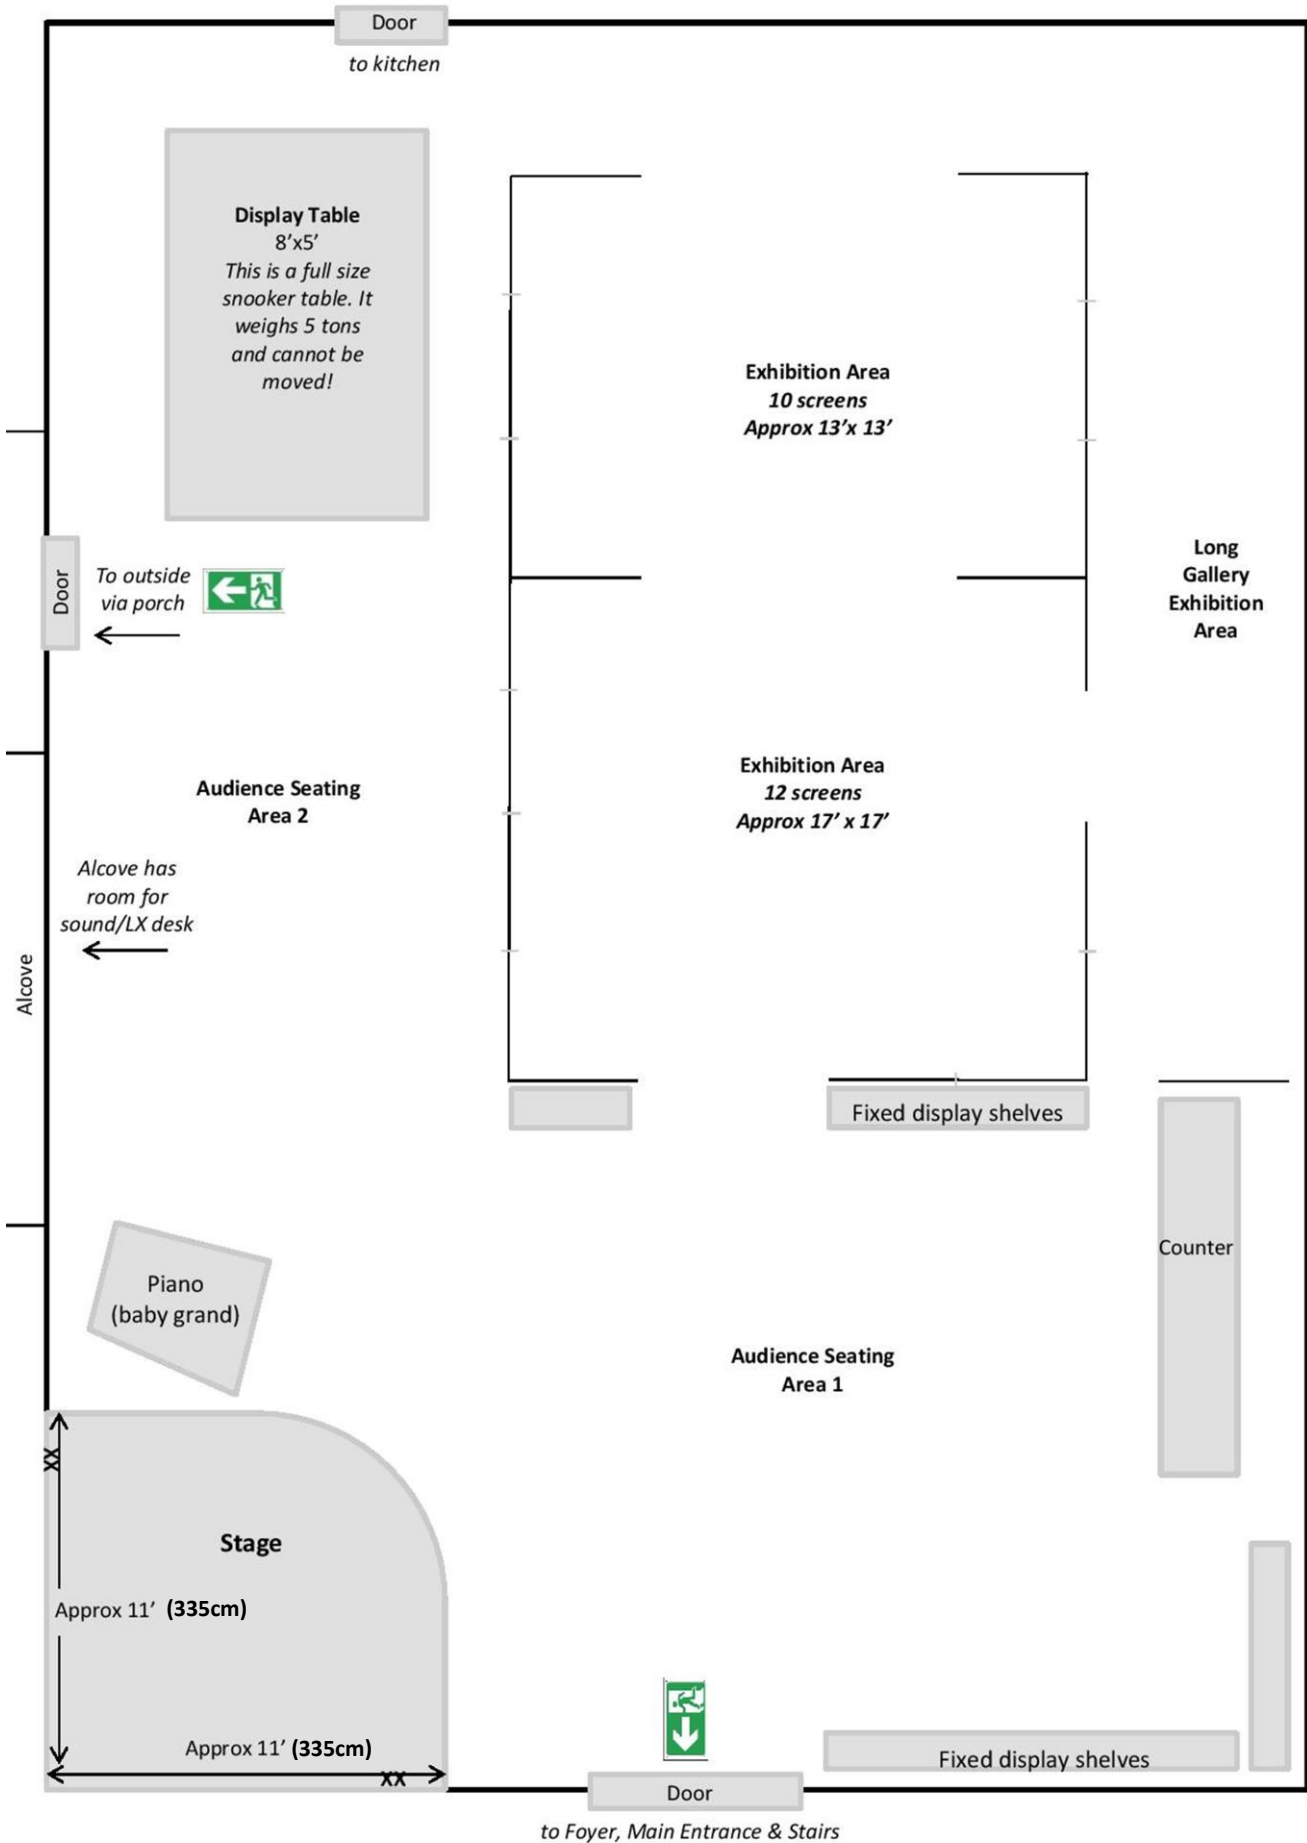 Door
to kitchen
Display Table
8’x5’
This is a full size
snooker table. It
weighs 5 tons
and cannot be
moved!
Exhibition Area
10 screens
Approx 13’x 13’
Long
Gallery
Exhibition
Area
Door
To outside
via porch
Audience Seating
Area 2
Exhibition Area
12 screens
Approx 17’ x 17’
Alcove has
room for
sound/LX desk
Alcove
Fixed display shelves
Counter
Piano
(baby grand)
Audience Seating
Area 1
XX
Stage
Approx 11’ (335cm)
Approx 11’ (335cm)
XX
Fixed display shelves
Door
to Foyer, Main Entrance & Stairs